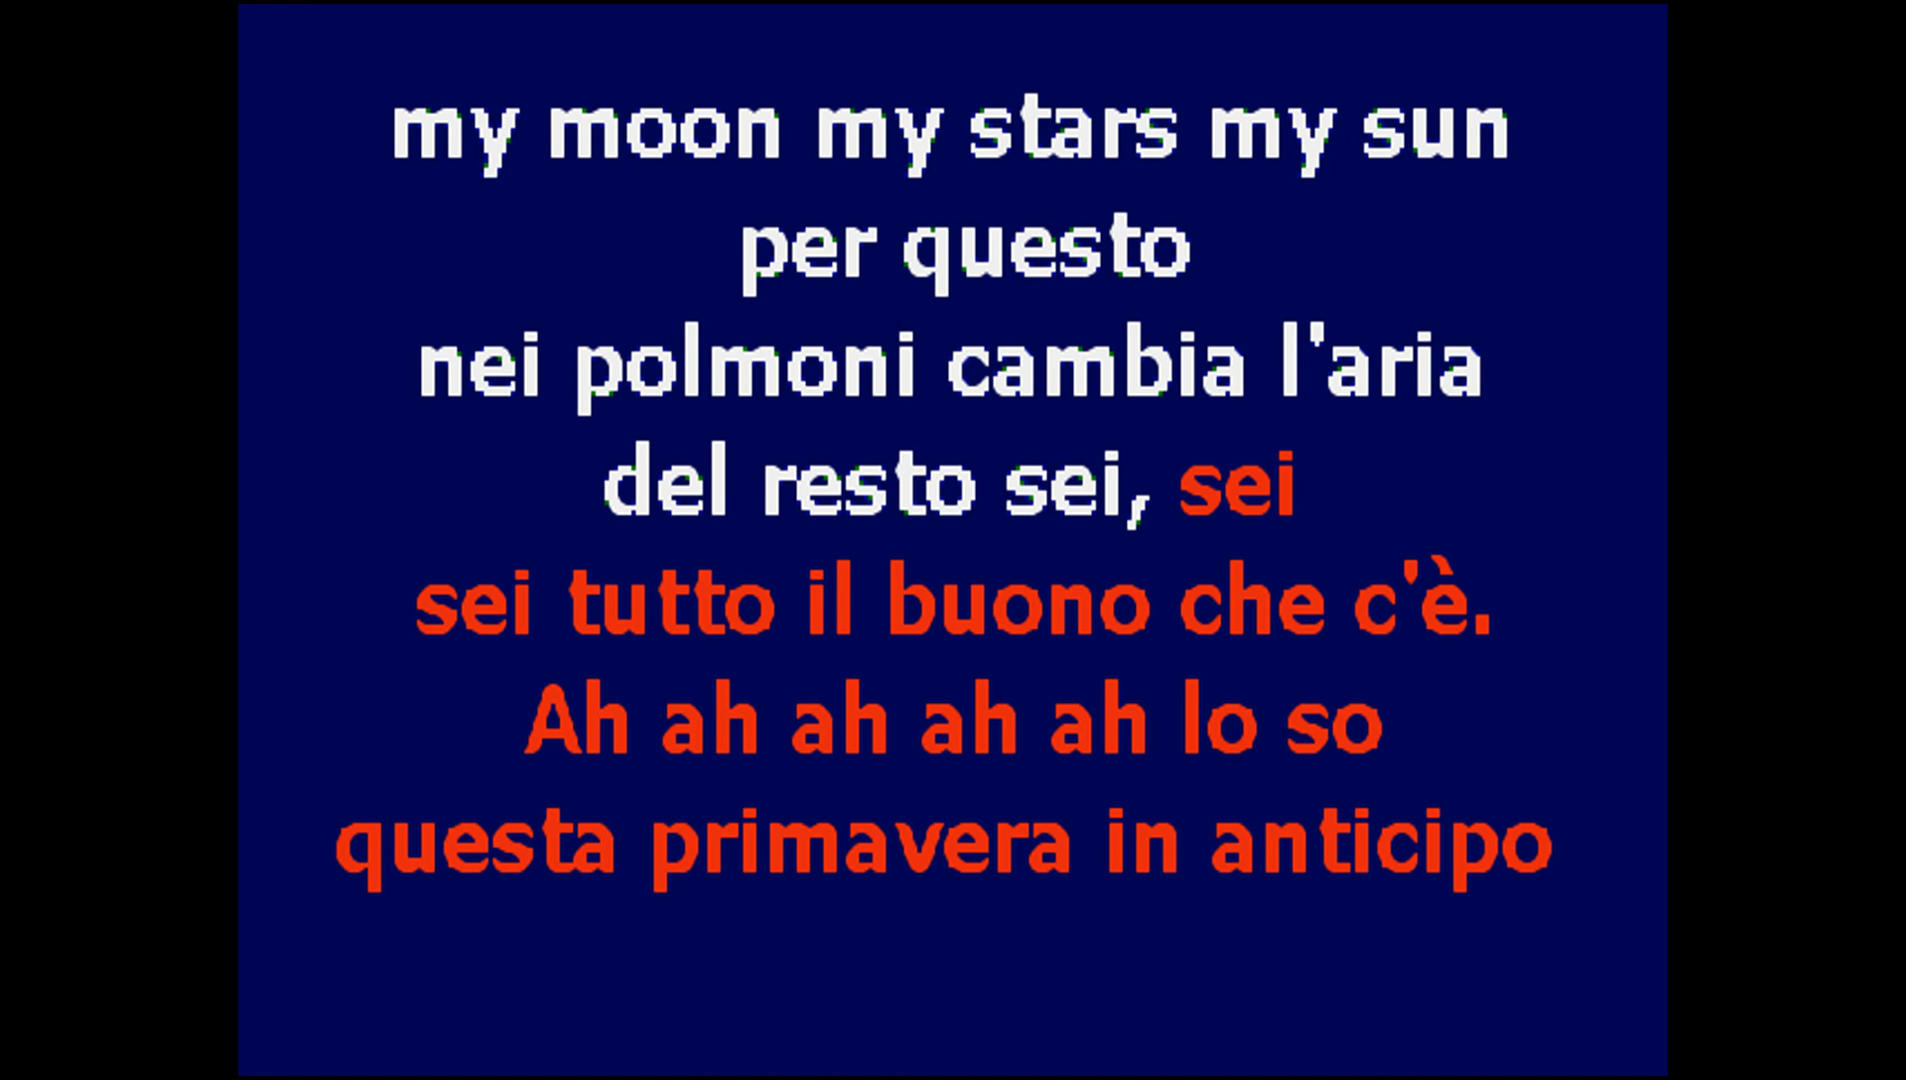 my moon my stars my sun
per questo
nei polmoni cambia l'aria
del resto sei, sei
sei tutto il buono che c'è.
Ah ah ah ah ah lo so
questa primavera in anticipo